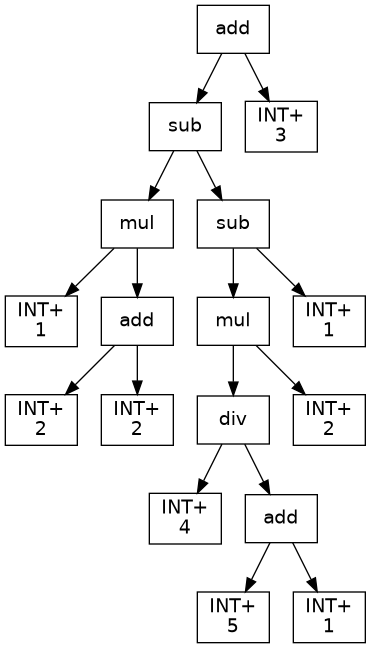 add
sub
INT+
3
mul
sub
INT+
1
add
mul
INT+
1
INT+
2
INT+
2
div
INT+
2
INT+
4
add
INT+
5
INT+
1